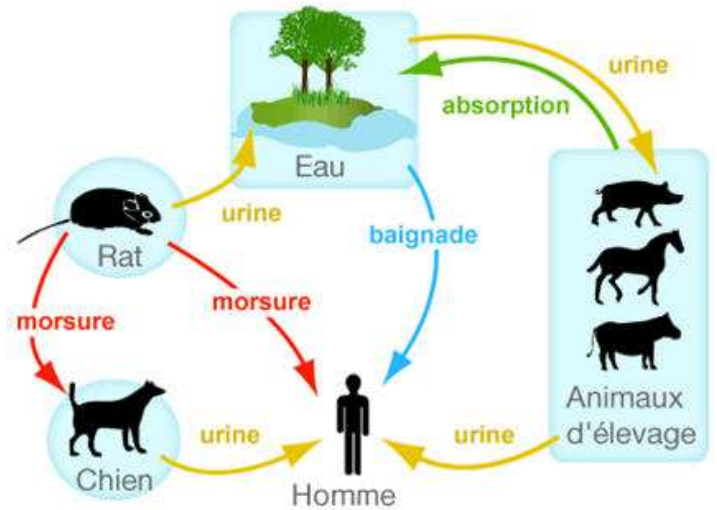 urine
absorption
Eau
urine
baignade
Rat
morsure
morsure
Animaux
d'élevage
urine
urine
Chien
Homme